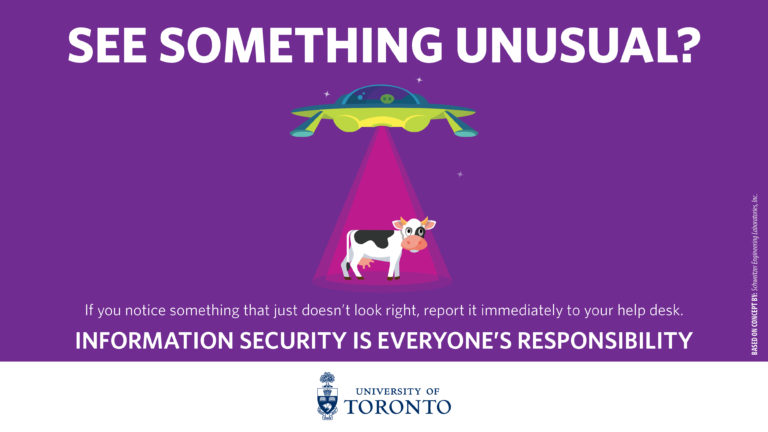 SEE SOMETHING UNUSUAL?
If you notice something that just doesn't look right, report it immediately to your help desk.
INFORMATION SECURITY IS EVERYONE'S RESPONSIBILITY
BASED ON CONCEPT BY: Schweitzer Engineering Laboratories, Inc.
UNIVERSITY OF
TORONTO